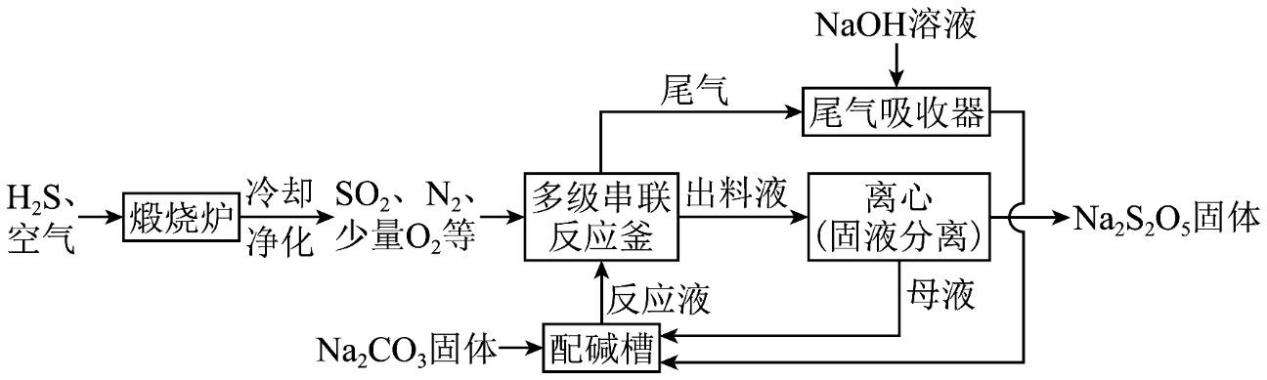 NaOH溶液
尾气
尾气吸收器
H₂S、
空气
煅烧炉
冷却
净化
SO₂、N₂、
少量O₂等
多级串联
反应釜
出料液
离心
(固液分离)
Na₂S₂O₅固体
反应液
母液
Na₂CO₃固体
配碱槽